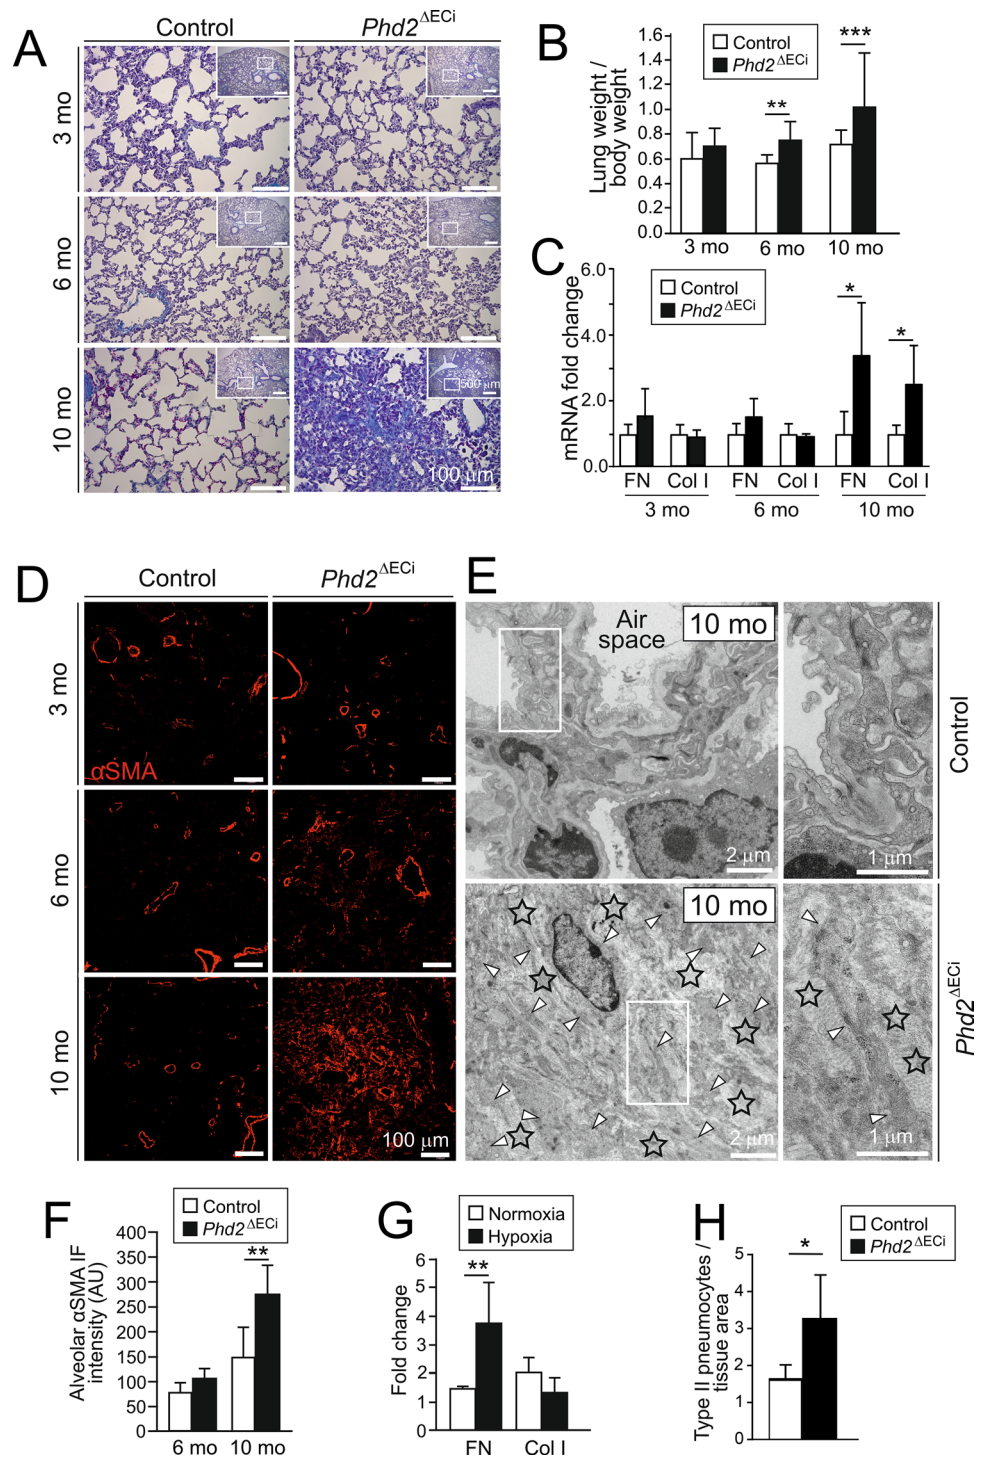 A
Control
Phd2ΔECi
3 mo
6 mo
10 mo
500 µm
100 µm
B
Control
Phd2ΔECi
Lung weight /
body weight
1.6
1.4
1.2
1.0
0.8
0.6
0.4
0.2
0.0
**
***
3 mo
6 mo
10 mo
C
Control
Phd2ΔECi
mRNA fold change
6.0
4.0
2.0
0.0
*
*
FN
Col I
FN
Col I
FN
Col I
3 mo
6 mo
10 mo
D
Control
Phd2ΔECi
3 mo
αSMA
6 mo
10 mo
100 µm
E
Air
space
10 mo
2 µm
1 µm
Control
10 mo
2 µm
1 µm
Phd2ΔECi
F
Control
Phd2ΔECi
Alveolar αSMA IF
intensity (AU)
400
350
300
250
200
150
100
50
0
**
6 mo
10 mo
G
Normoxia
Hypoxia
Fold change
6
5
4
3
2
1
0
**
FN
Col I
H
Control
Phd2ΔECi
Type II pneumocytes /
tissue area
5
4
3
2
1
0
*